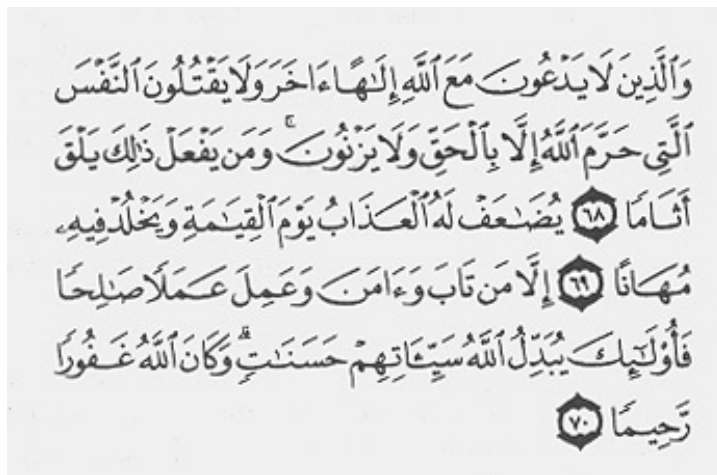 وَٱلَّذِينَ لَا يَدۡعُونَ مَعَ ٱللَّهِ إِلَٰهًا ءَاخَرَ وَلَا يَقۡتُلُونَ ٱلنَّفۡسَ
ٱلَّتِي حَرَّمَ ٱللَّهُ إِلَّا بِٱلۡحَقِّ وَلَا يَزۡنُونَۚ وَمَن يَفۡعَلۡ ذَٰلِكَ يَلۡقَ
أَثَامٗا ٦٨ يُضَٰعَفۡ لَهُ ٱلۡعَذَابُ يَوۡمَ ٱلۡقِيَٰمَةِ وَيَخۡلُدۡ فِيهِۦ
مُهَانًا ٦٩ إِلَّا مَن تَابَ وَءَامَنَ وَعَمِلَ عَمَلٗا صَٰلِحٗا
فَأُوْلَٰٓئِكَ يُبَدِّلُ ٱللَّهُ سَيِّـَٔاتِهِمۡ حَسَنَٰتٖۗ وَكَانَ ٱللَّهُ غَفُورٗا
رَّحِيمٗا ٧٠